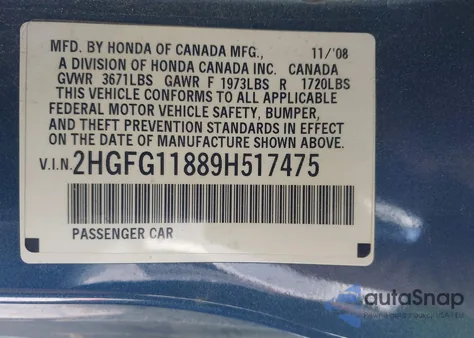 MFD. BY HONDA OF CANADA MFG., 11/'08
A DIVISION OF HONDA CANADA INC. CANADA
GVWR 3671LBS GAWR F 1973LBS R 1720LBS
THIS VEHICLE CONFORMS TO ALL APPLICABLE
FEDERAL MOTOR VEHICLE SAFETY, BUMPER,
AND THEFT PREVENTION STANDARDS IN EFFECT
ON THE DATE OF MANUFACTURE SHOWN ABOVE.
V.I.N. 2HGFG11889H517475
PASSENGER CAR
autoSnap